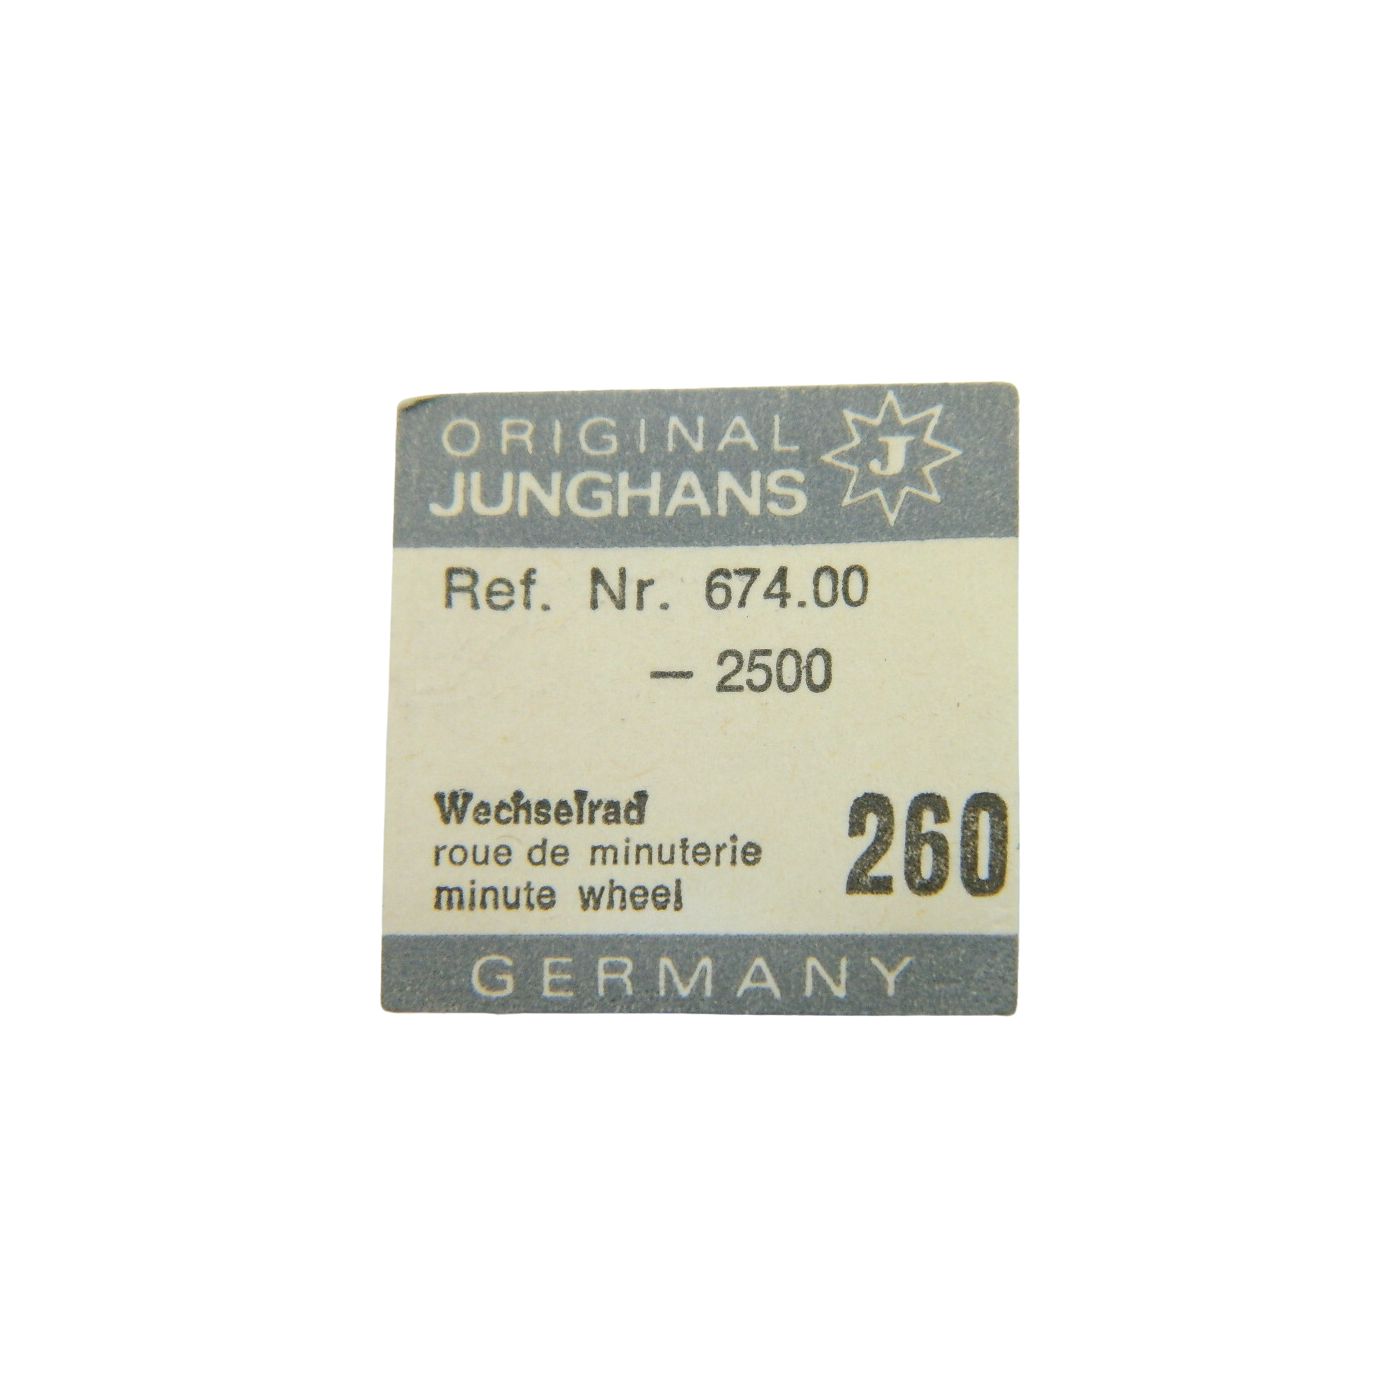 ORIGINAL
JUNGHANS
J
Ref. Nr. 674.00
– 2500
Wechselrad
roue de minuterie
minute wheel
260
GERMANY